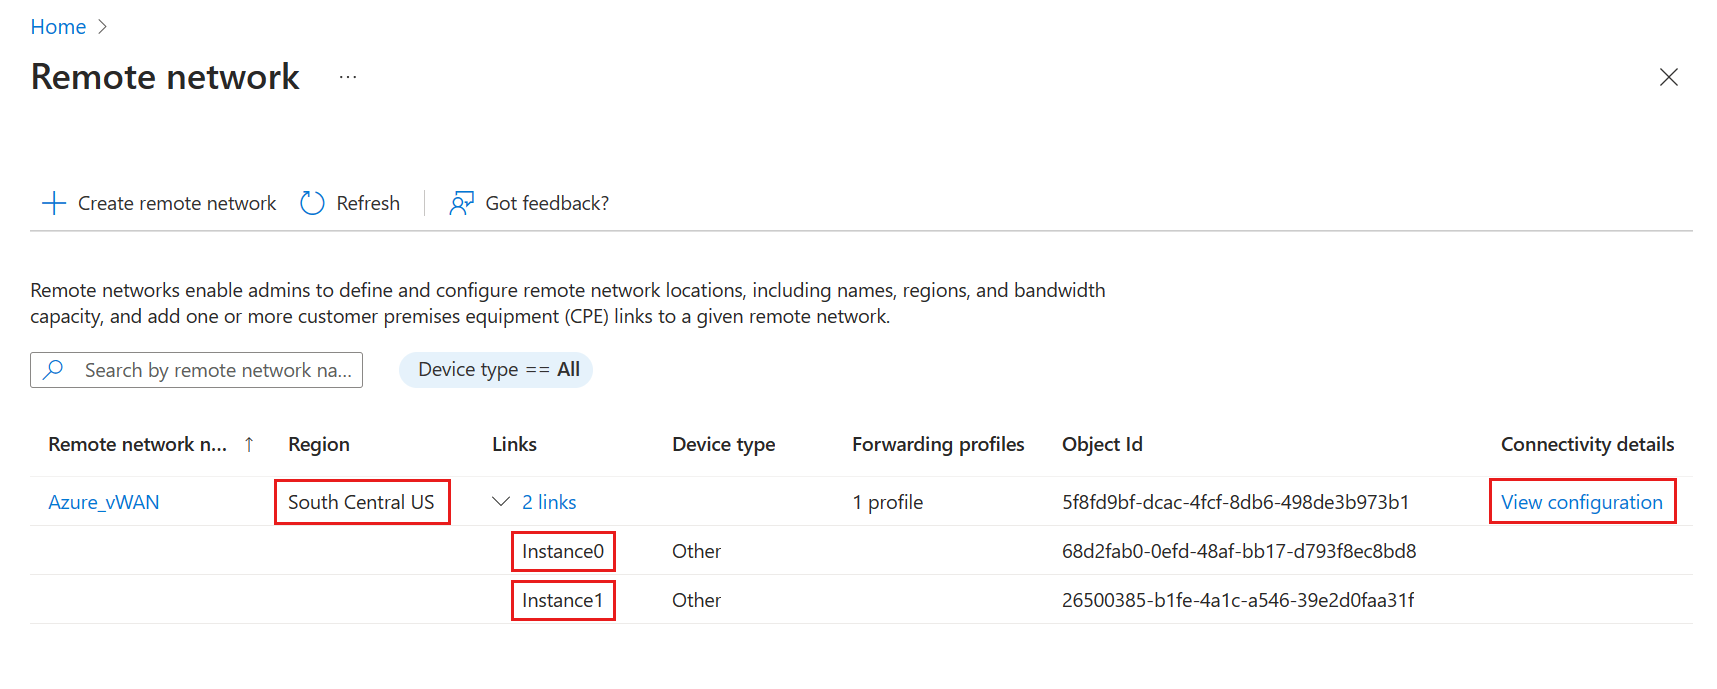 Home
Remote network ...
Create remote network Refresh Got feedback?
Remote networks enable admins to define and configure remote network locations, including names, regions, and bandwidth
capacity, and add one or more customer premises equipment (CPE) links to a given remote network.
Search by remote network na... Device type == All
Remote network n... ↑ Region Links Device type Forwarding profiles Object Id Connectivity details
Azure_vWAN South Central US 2 links 1 profile 5f8fd9bf-dcac-4fcf-8db6-498de3b973b1 View configuration
Instance0 Other 68d2fab0-0efd-48af-bb17-d793f8ec8bd8
Instance1 Other 26500385-b1fe-4a1c-a546-39e2d0faa31f